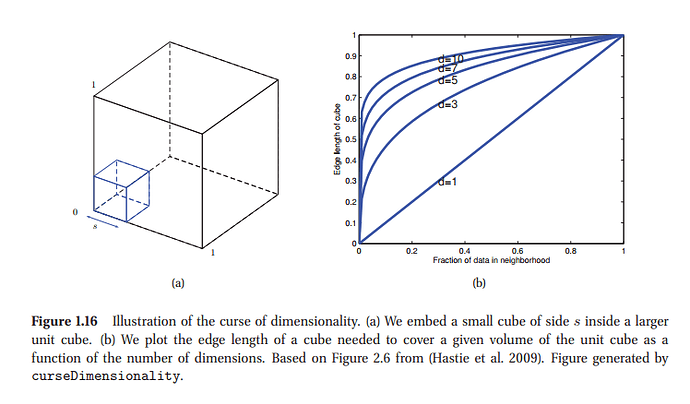 1
0
s
1
(a)
Edge length of cube
1
0.9
0.8
0.7
0.6
0.5
0.4
0.3
0.2
0.1
0
d=10
d=7
d=5
d=3
d=1
0 0.2 0.4 0.6 0.8 1
Fraction of data in neighborhood
(b)
Figure 1.16 Illustration of the curse of dimensionality. (a) We embed a small cube of side s inside a larger
unit cube. (b) We plot the edge length of a cube needed to cover a given volume of the unit cube as a
function of the number of dimensions. Based on Figure 2.6 from (Hastie et al. 2009). Figure generated by
curseDimensionality.